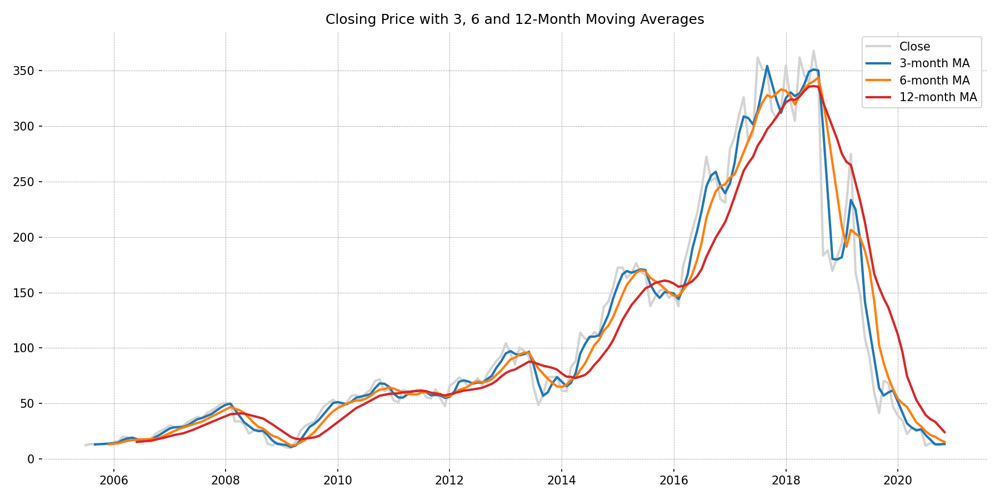 Closing Price with 3, 6 and 12-Month Moving Averages
Close
3-month MA
6-month MA
12-month MA
350
300
250
200
150
100
50
0
2006 2008 2010 2012 2014 2016 2018 2020